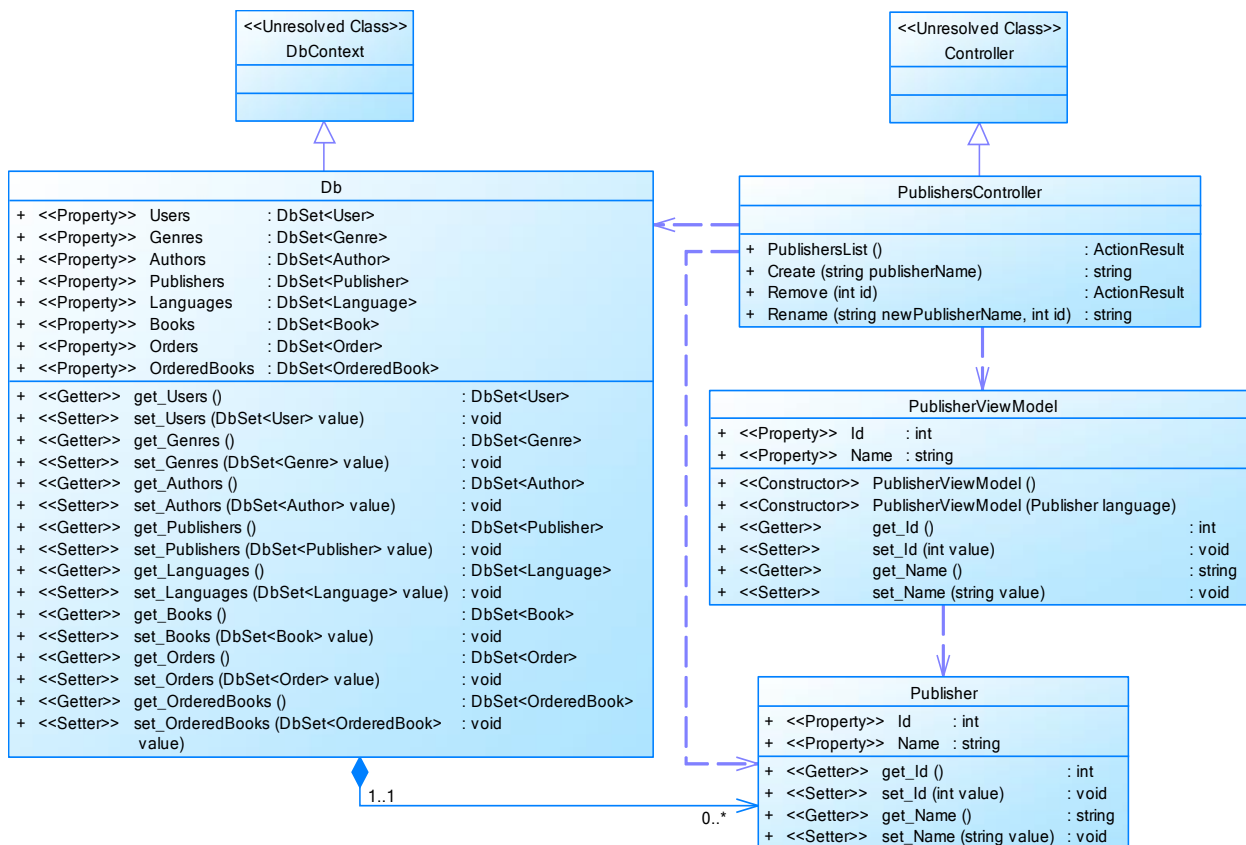 <<Unresolved Class>>
DbContext
<<Unresolved Class>>
Controller
Db
+ <<Property>> Users : DbSet<User>
+ <<Property>> Genres : DbSet<Genre>
+ <<Property>> Authors : DbSet<Author>
+ <<Property>> Publishers : DbSet<Publisher>
+ <<Property>> Languages : DbSet<Language>
+ <<Property>> Books : DbSet<Book>
+ <<Property>> Orders : DbSet<Order>
+ <<Property>> OrderedBooks : DbSet<OrderedBook>
+ <<Getter>> get_Users () : DbSet<User>
+ <<Setter>> set_Users (DbSet<User> value) : void
+ <<Getter>> get_Genres () : DbSet<Genre>
+ <<Setter>> set_Genres (DbSet<Genre> value) : void
+ <<Getter>> get_Authors () : DbSet<Author>
+ <<Setter>> set_Authors (DbSet<Author> value) : void
+ <<Getter>> get_Publishers () : DbSet<Publisher>
+ <<Setter>> set_Publishers (DbSet<Publisher> value) : void
+ <<Getter>> get_Languages () : DbSet<Language>
+ <<Setter>> set_Languages (DbSet<Language> value) : void
+ <<Getter>> get_Books () : DbSet<Book>
+ <<Setter>> set_Books (DbSet<Book> value) : void
+ <<Getter>> get_Orders () : DbSet<Order>
+ <<Setter>> set_Orders (DbSet<Order> value) : void
+ <<Getter>> get_OrderedBooks () : DbSet<OrderedBook>
+ <<Setter>> set_OrderedBooks (DbSet<OrderedBook> : void
value)
PublishersController
+ PublishersList () : ActionResult
+ Create (string publisherName) : string
+ Remove (int id) : ActionResult
+ Rename (string newPublisherName, int id) : string
PublisherViewModel
+ <<Property>> Id : int
+ <<Property>> Name : string
+ <<Constructor>> PublisherViewModel ()
+ <<Constructor>> PublisherViewModel (Publisher language)
+ <<Getter>> get_Id () : int
+ <<Setter>> set_Id (int value) : void
+ <<Getter>> get_Name () : string
+ <<Setter>> set_Name (string value) : void
Publisher
+ <<Property>> Id : int
+ <<Property>> Name : string
+ <<Getter>> get_Id () : int
+ <<Setter>> set_Id (int value) : void
+ <<Getter>> get_Name () : string
+ <<Setter>> set_Name (string value) : void
1..1
0..*